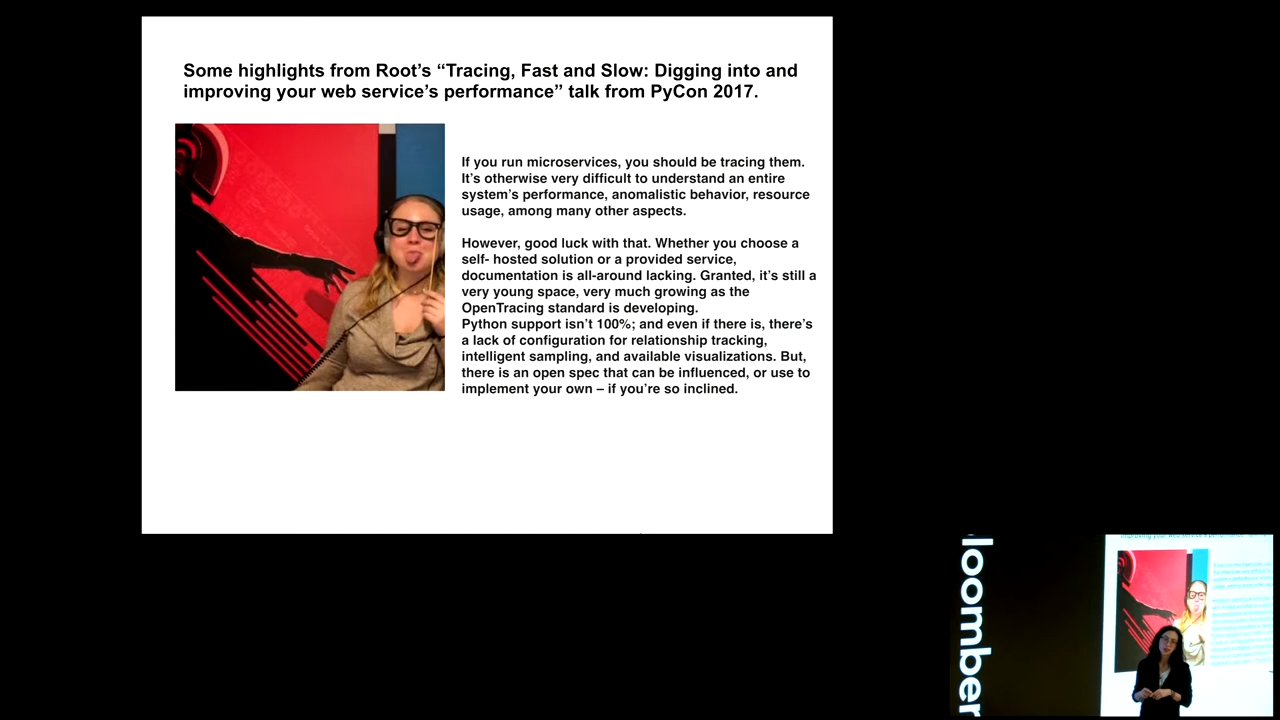 Some highlights from Root’s “Tracing, Fast and Slow: Digging into and
improving your web service’s performance” talk from PyCon 2017.
If you run microservices, you should be tracing them.
It’s otherwise very difficult to understand an entire
system’s performance, anomalistic behavior, resource
usage, among many other aspects.
However, good luck with that. Whether you choose a
self- hosted solution or a provided service,
documentation is all-around lacking. Granted, it’s still a
very young space, very much growing as the
OpenTracing standard is developing.
Python support isn’t 100%; and even if there is, there’s
a lack of configuration for relationship tracking,
intelligent sampling, and available visualizations. But,
there is an open spec that can be influenced, or use to
implement your own – if you’re so inclined.
loomber